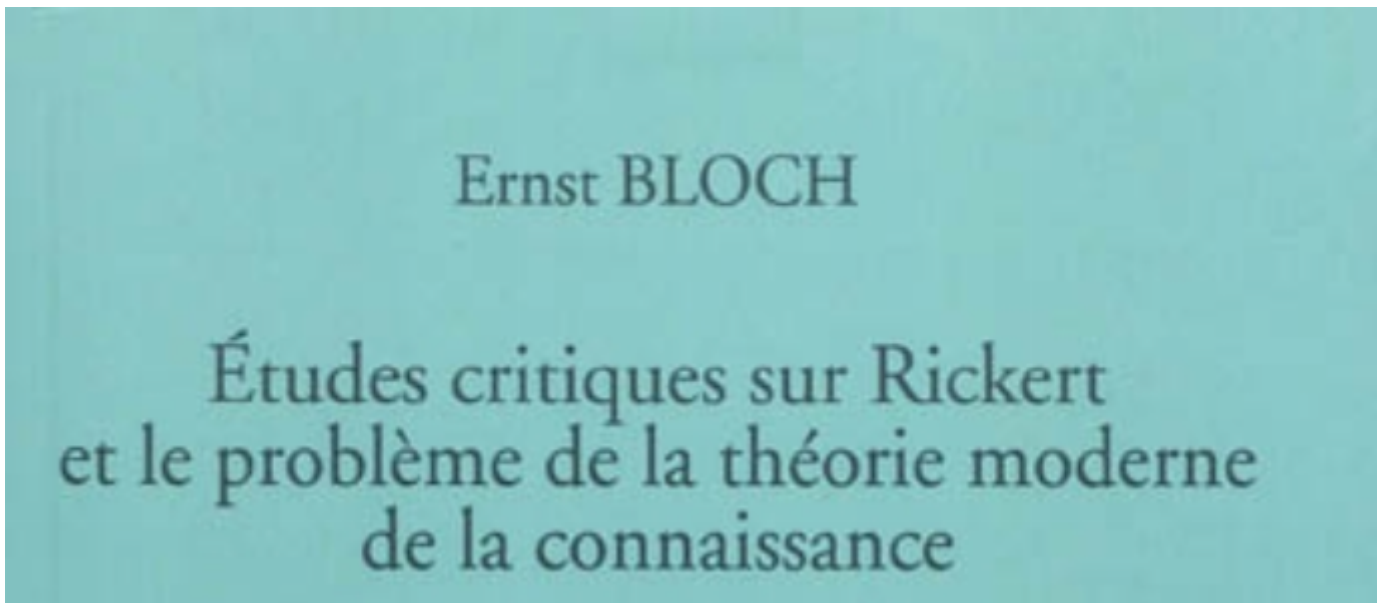 Ernst BLOCH
Études critiques sur Rickert
et le problème de la théorie moderne
de la connaissance